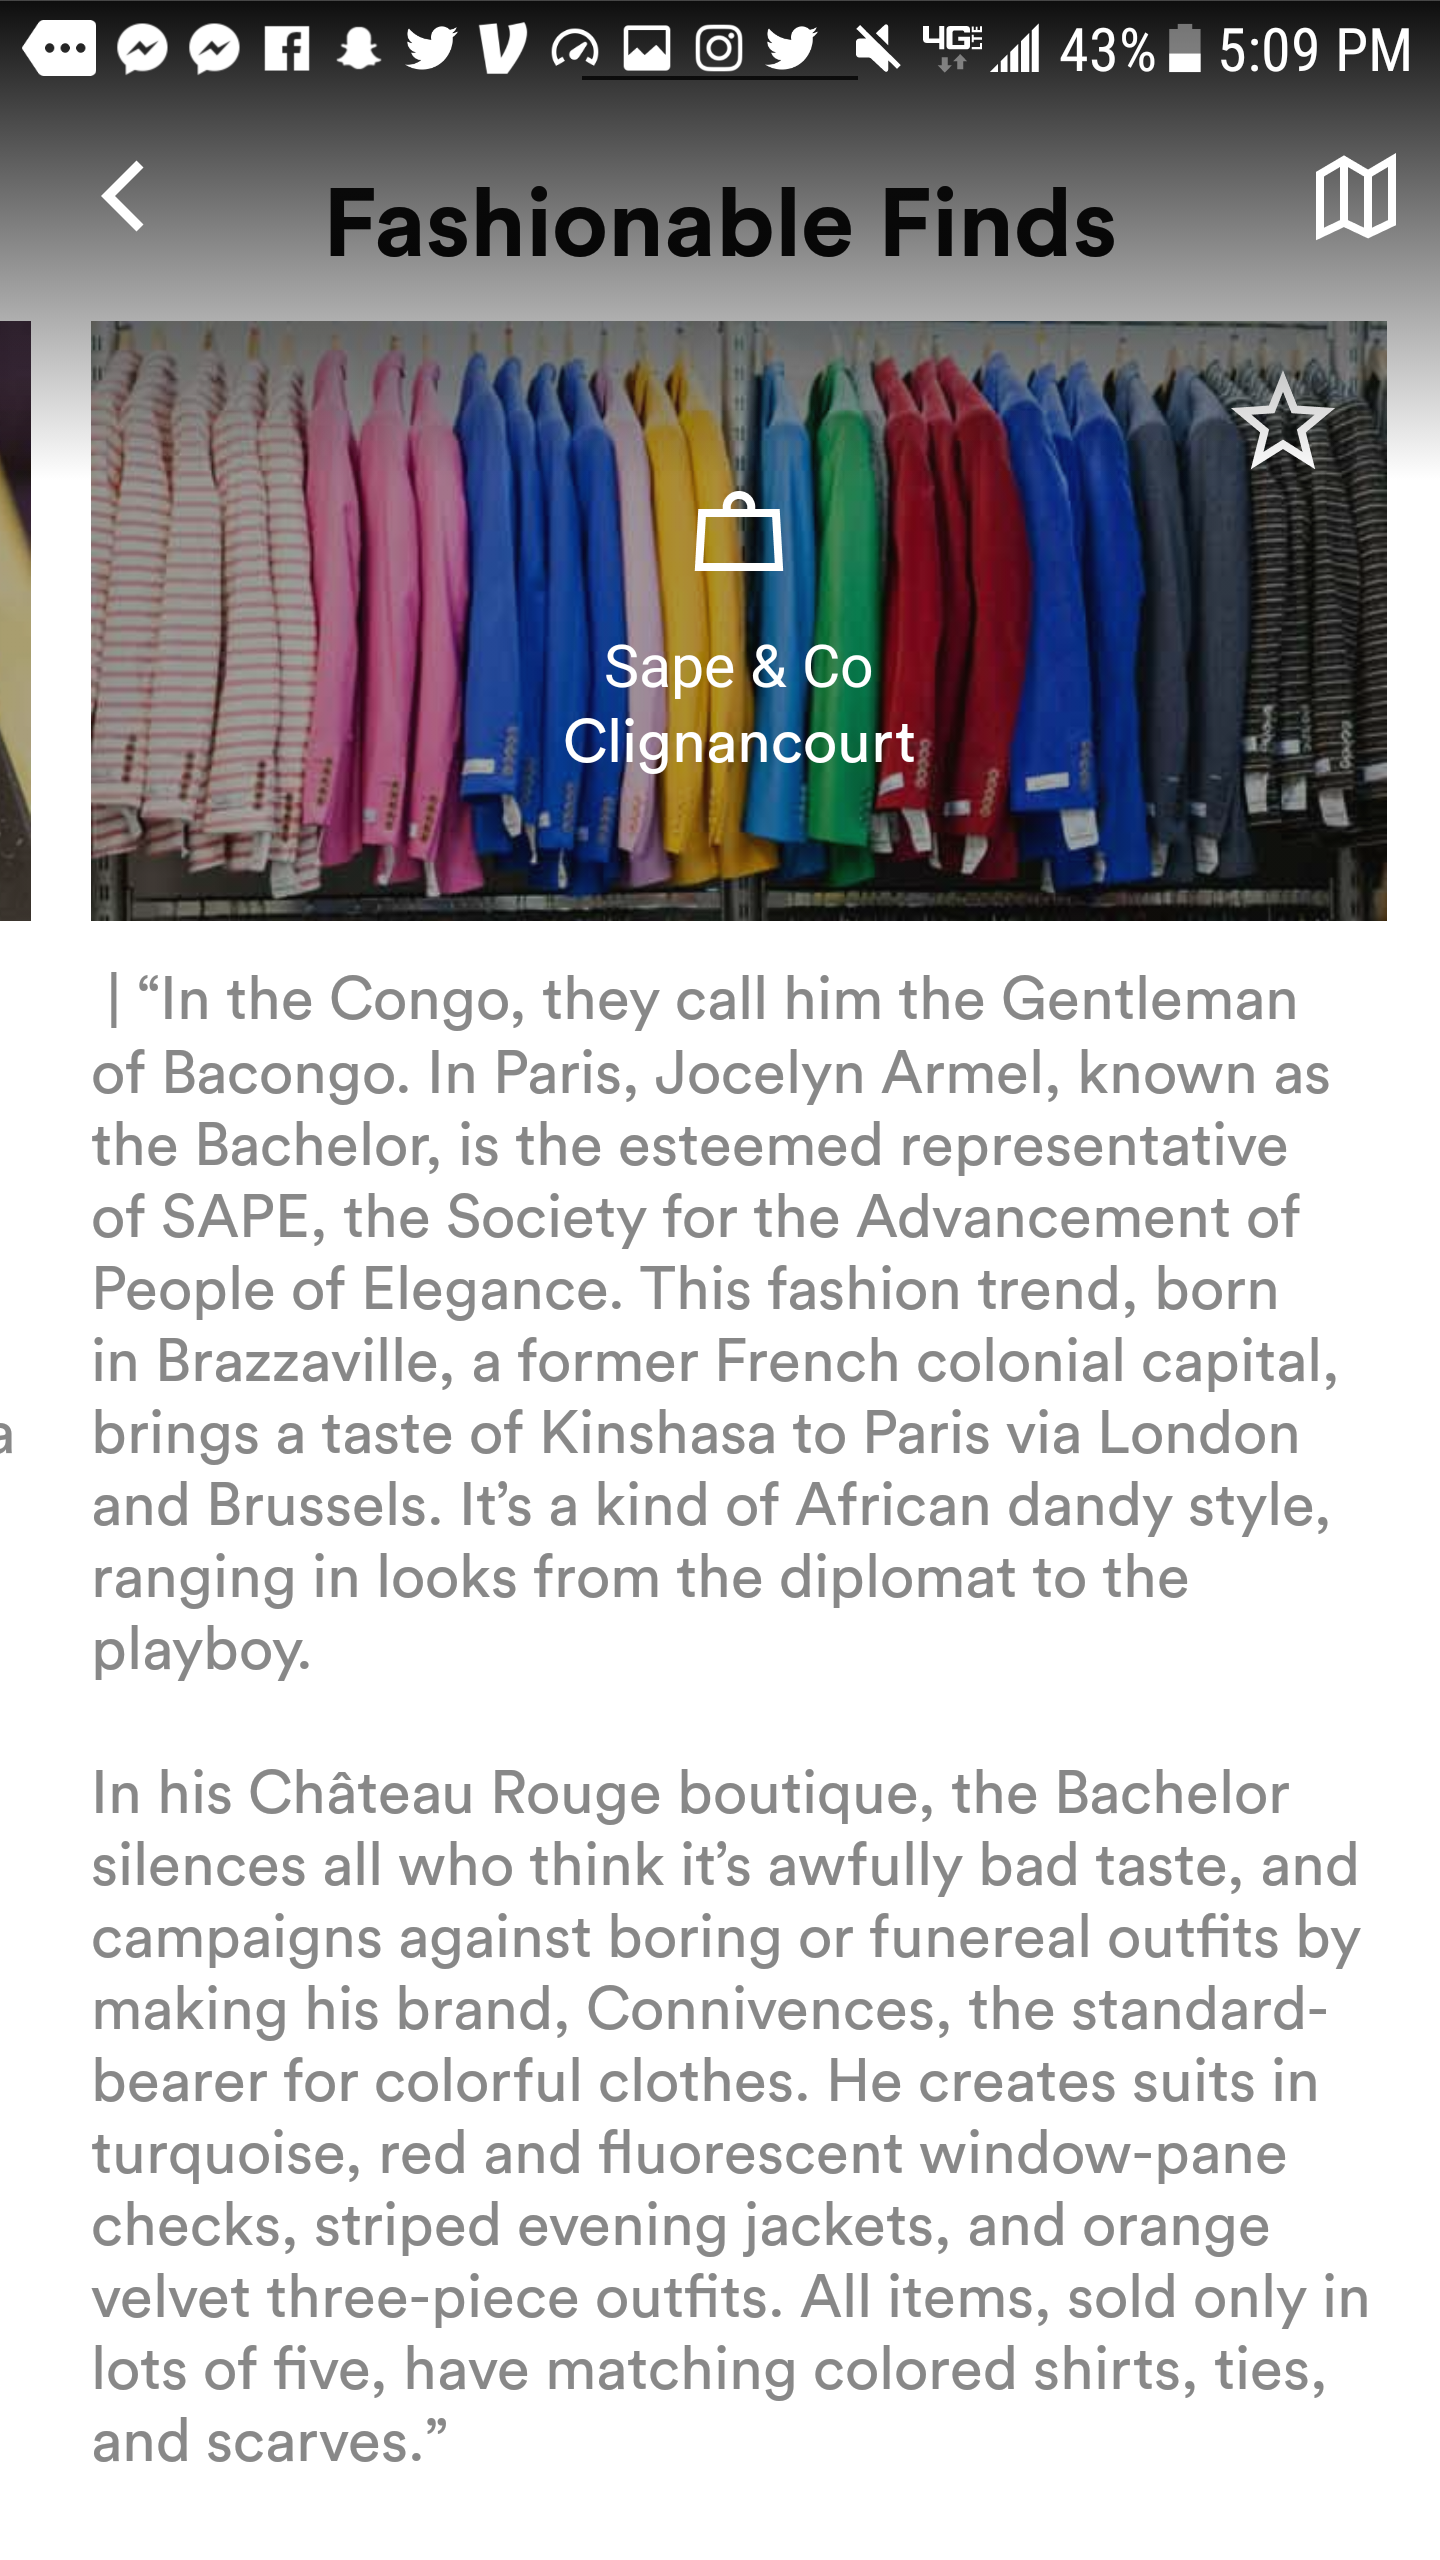 4G LTE 43% 5:09 PM
Fashionable Finds
Sape & Co
Clignancourt
| “In the Congo, they call him the Gentleman
of Bacongo. In Paris, Jocelyn Armel, known as
the Bachelor, is the esteemed representative
of SAPE, the Society for the Advancement of
People of Elegance. This fashion trend, born
in Brazzaville, a former French colonial capital,
brings a taste of Kinshasa to Paris via London
and Brussels. It’s a kind of African dandy style,
ranging in looks from the diplomat to the
playboy.
In his Château Rouge boutique, the Bachelor
silences all who think it’s awfully bad taste, and
campaigns against boring or funereal outfits by
making his brand, Connivences, the standard-
bearer for colorful clothes. He creates suits in
turquoise, red and fluorescent window-pane
checks, striped evening jackets, and orange
velvet three-piece outfits. All items, sold only in
lots of five, have matching colored shirts, ties,
and scarves.”